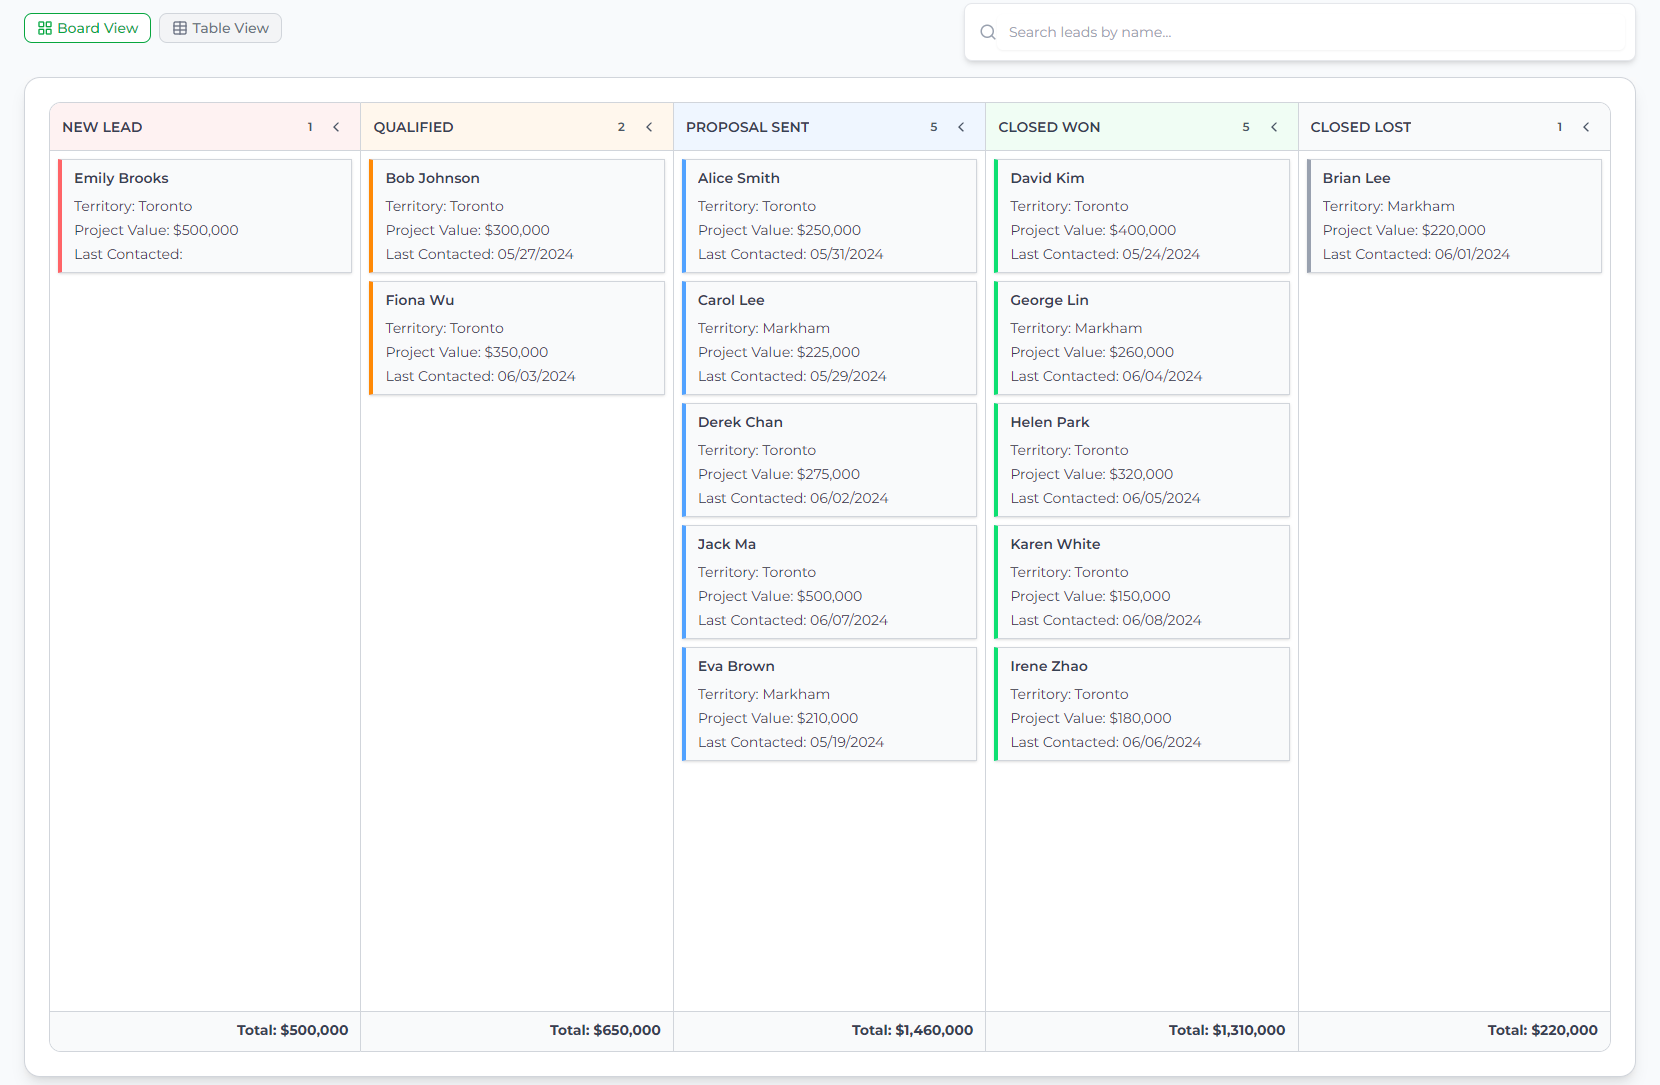 Board View
Table View
Search leads by name...
NEW LEAD 1
Emily Brooks
Territory: Toronto
Project Value: $500,000
Last Contacted:
Total: $500,000
QUALIFIED 2
Bob Johnson
Territory: Toronto
Project Value: $300,000
Last Contacted: 05/27/2024
Fiona Wu
Territory: Toronto
Project Value: $350,000
Last Contacted: 06/03/2024
Total: $650,000
PROPOSAL SENT 5
Alice Smith
Territory: Toronto
Project Value: $250,000
Last Contacted: 05/31/2024
Carol Lee
Territory: Markham
Project Value: $225,000
Last Contacted: 05/29/2024
Derek Chan
Territory: Toronto
Project Value: $275,000
Last Contacted: 06/02/2024
Jack Ma
Territory: Toronto
Project Value: $500,000
Last Contacted: 06/07/2024
Eva Brown
Territory: Markham
Project Value: $210,000
Last Contacted: 05/19/2024
Total: $1,460,000
CLOSED WON 5
David Kim
Territory: Toronto
Project Value: $400,000
Last Contacted: 05/24/2024
George Lin
Territory: Markham
Project Value: $260,000
Last Contacted: 06/04/2024
Helen Park
Territory: Toronto
Project Value: $320,000
Last Contacted: 06/05/2024
Karen White
Territory: Toronto
Project Value: $150,000
Last Contacted: 06/08/2024
Irene Zhao
Territory: Toronto
Project Value: $180,000
Last Contacted: 06/06/2024
Total: $1,310,000
CLOSED LOST 1
Brian Lee
Territory: Markham
Project Value: $220,000
Last Contacted: 06/01/2024
Total: $220,000